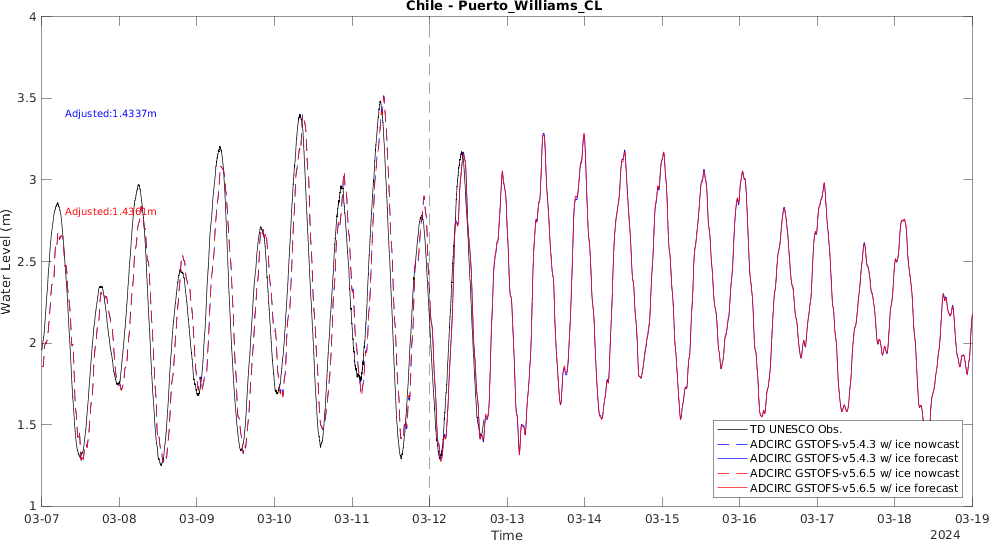 Chile - Puerto_Williams_CL
4
3.5
3
2.5
2
1.5
1
Water Level (m)
Adjusted:1.4337m
Adjusted:1.4361m
TD UNESCO Obs.
ADCIRC GSTOFS-v5.4.3 w/ ice nowcast
ADCIRC GSTOFS-v5.4.3 w/ ice forecast
ADCIRC GSTOFS-v5.6.5 w/ ice nowcast
ADCIRC GSTOFS-v5.6.5 w/ ice forecast
03-07 03-08 03-09 03-10 03-11 03-12 03-13 03-14 03-15 03-16 03-17 03-18 03-19
Time
2024